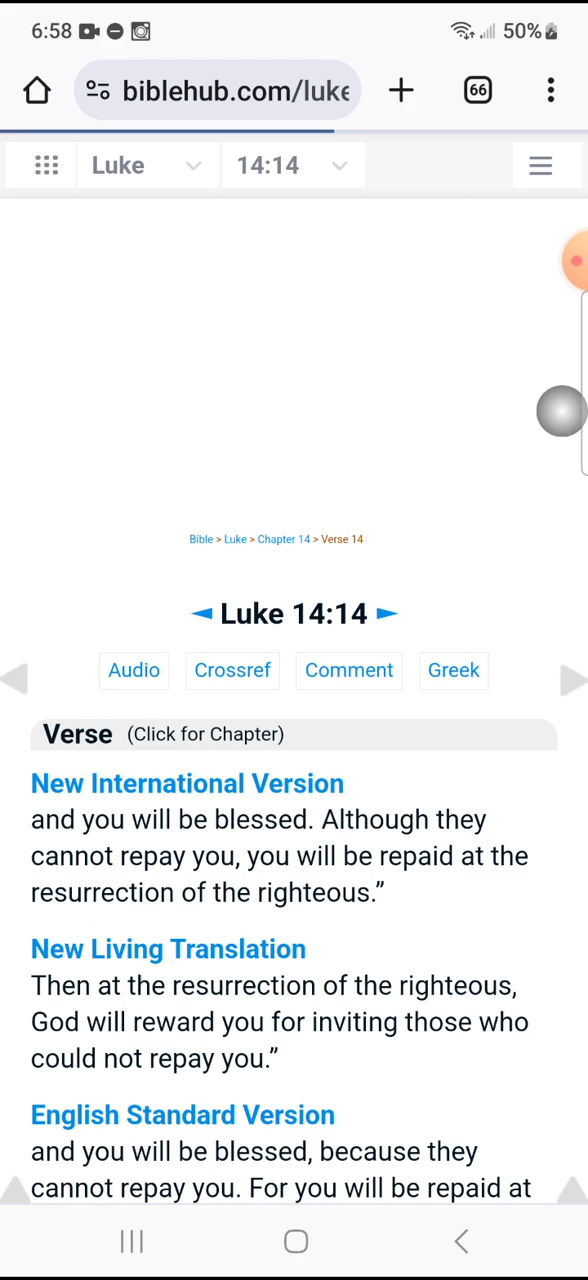 6:58
50%
biblehub.com/luke
66
Luke
14:14
Bible > Luke > Chapter 14 > Verse 14
Luke 14:14
Audio
Crossref
Comment
Greek
Verse (Click for Chapter)
New International Version
and you will be blessed. Although they
cannot repay you, you will be repaid at the
resurrection of the righteous.”
New Living Translation
Then at the resurrection of the righteous,
God will reward you for inviting those who
could not repay you.”
English Standard Version
and you will be blessed, because they
cannot repay you. For you will be repaid at